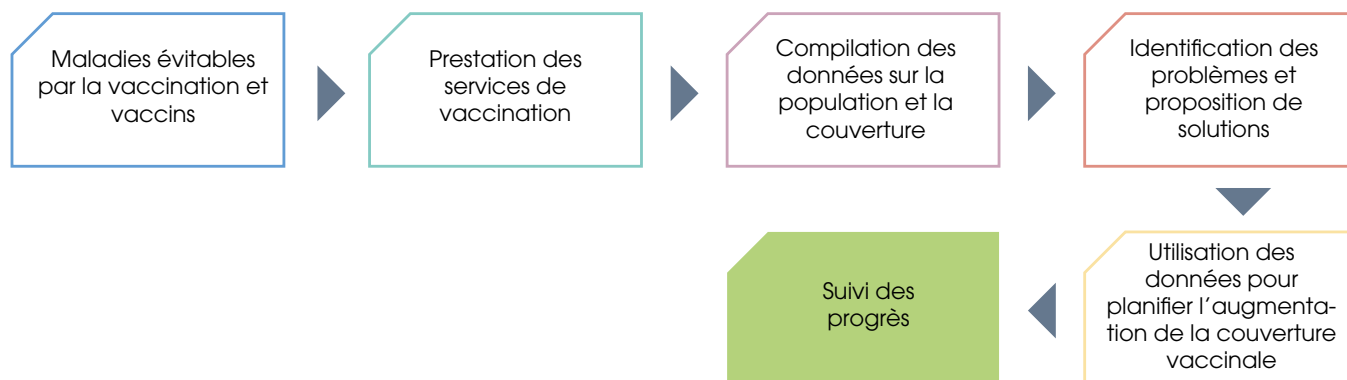 Maladies évitables
par la vaccination et
vaccins
Prestation des
services de
vaccination
Compilation des
données sur la
population et la
couverture
Identification des
problèmes et
proposition de
solutions
Utilisation des
données pour
planifier l’augmenta-
tion de la couverture
vaccinale
Suivi des
progrès